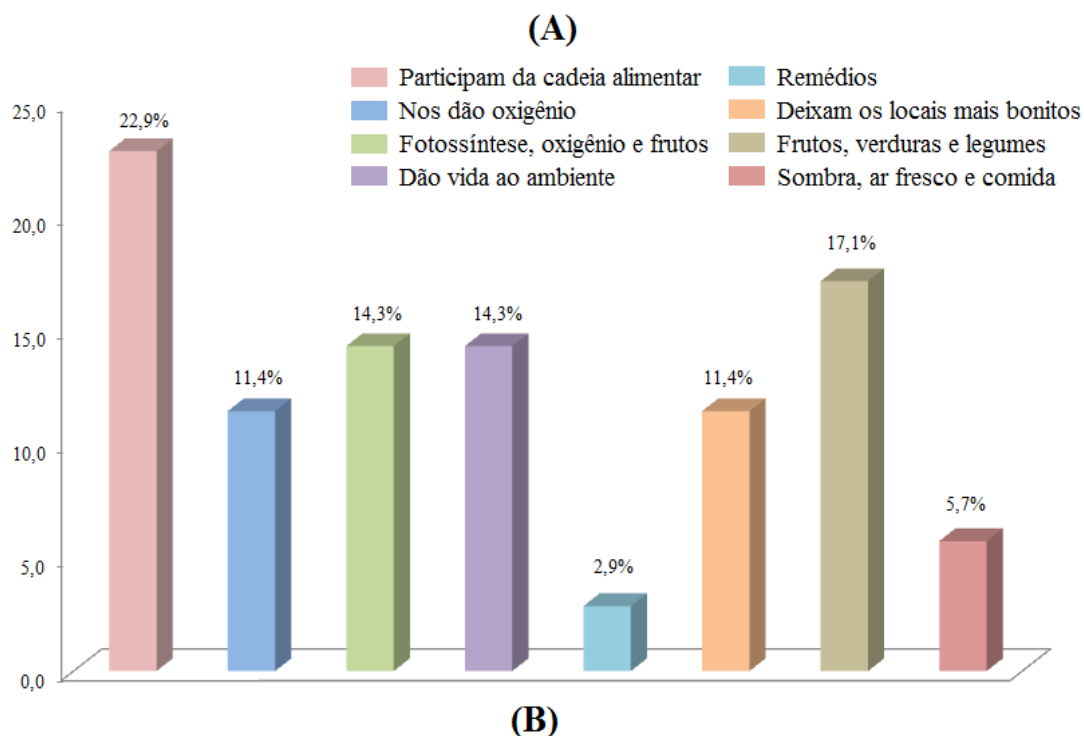 (A)
Participam da cadeia alimentar
Nos dão oxigênio
Fotossíntese, oxigênio e frutos
Dão vida ao ambiente
Remédios
Deixam os locais mais bonitos
Frutos, verduras e legumes
Sombra, ar fresco e comida
25,0
20,0
15,0
10,0
5,0
0,0
22,9%
11,4%
14,3%
14,3%
2,9%
11,4%
17,1%
5,7%
(B)